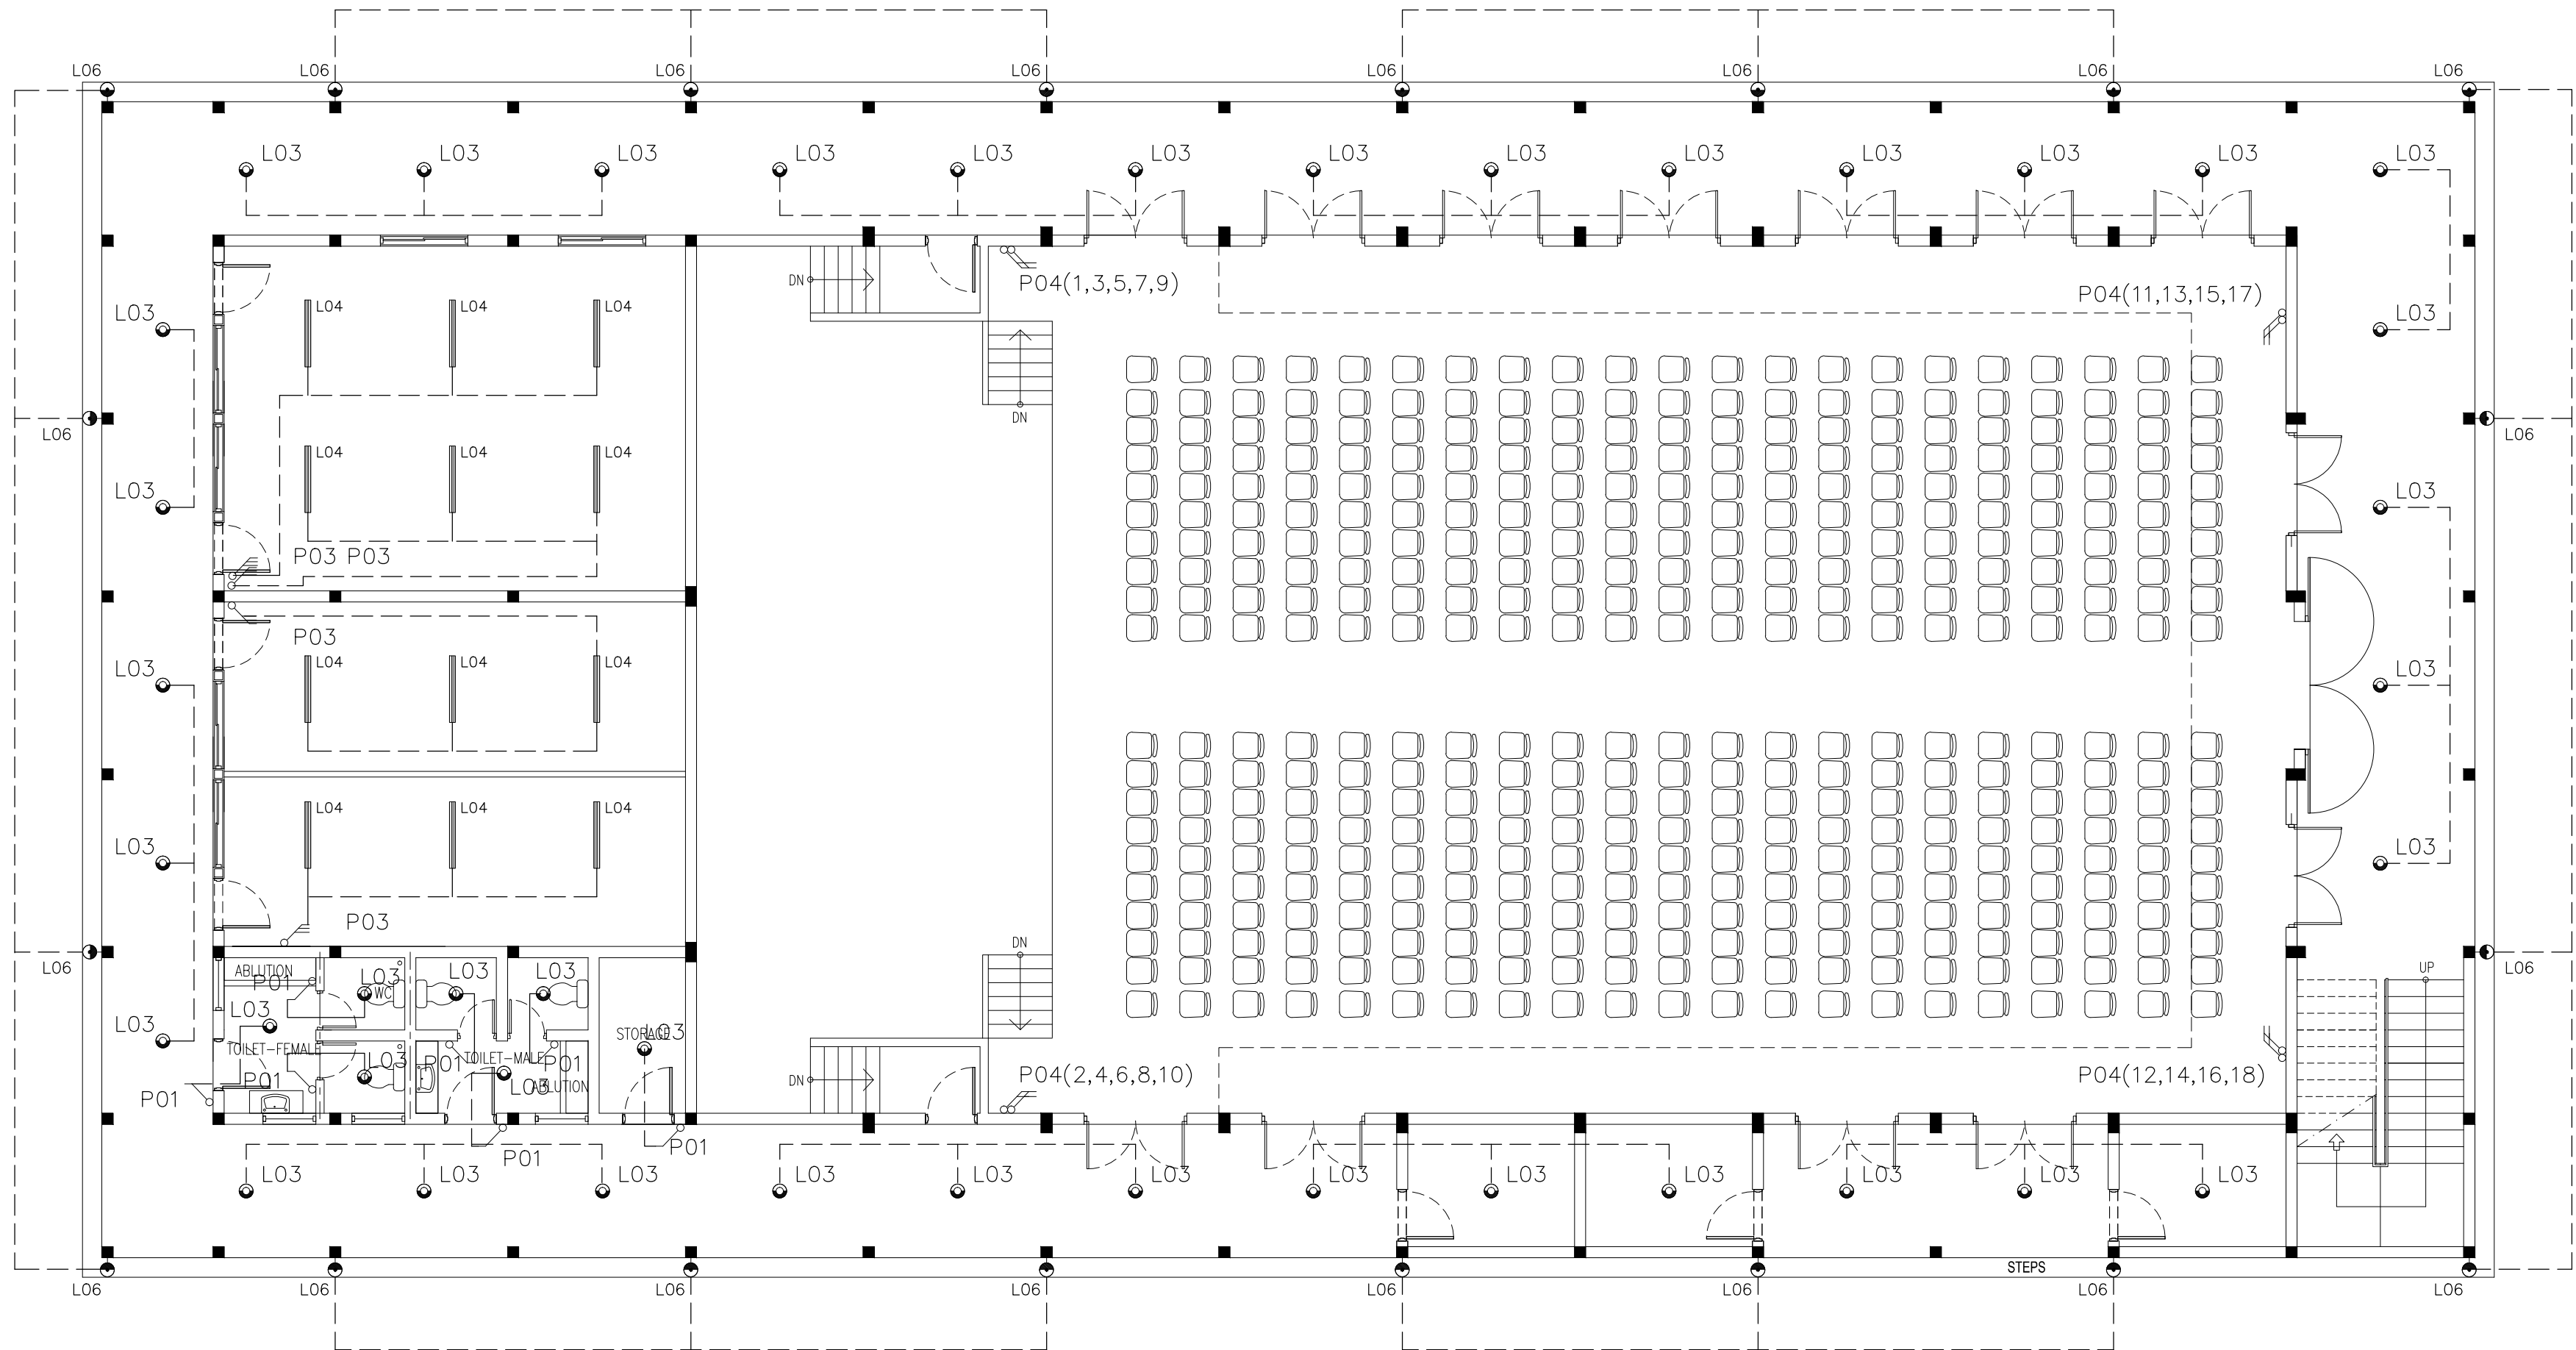 L06
L06
L06
L06
L06
L06
L06
L06
L03
L03
L03
L03
L03
L03
L03
L03
L03
L03
L03
L03
L03
DN
P04(1,3,5,7,9)
P04(11,13,15,17)
L03
L04
L04
L04
L03
DN
L06
L06
L04
L04
L04
L03
L03
P03 P03
P03
L04
L04
L04
L03
L03
L04
L04
L04
L03
L03
P03
DN
L06
ABLUTION
P01
L03
WC
L03
L03
UP
L06
L03
L03
STORAGE
L03
TOILET-FEMALE
L03
P01
TOILET-MALE
P01
P01
P01
L03
ABLUTION
DN
P04(2,4,6,8,10)
P04(12,14,16,18)
P01
P01
L03
L03
L03
L03
L03
L03
L03
L03
L03
L03
L03
L03
STEPS
L06
L06
L06
L06
L06
L06
L06
L06